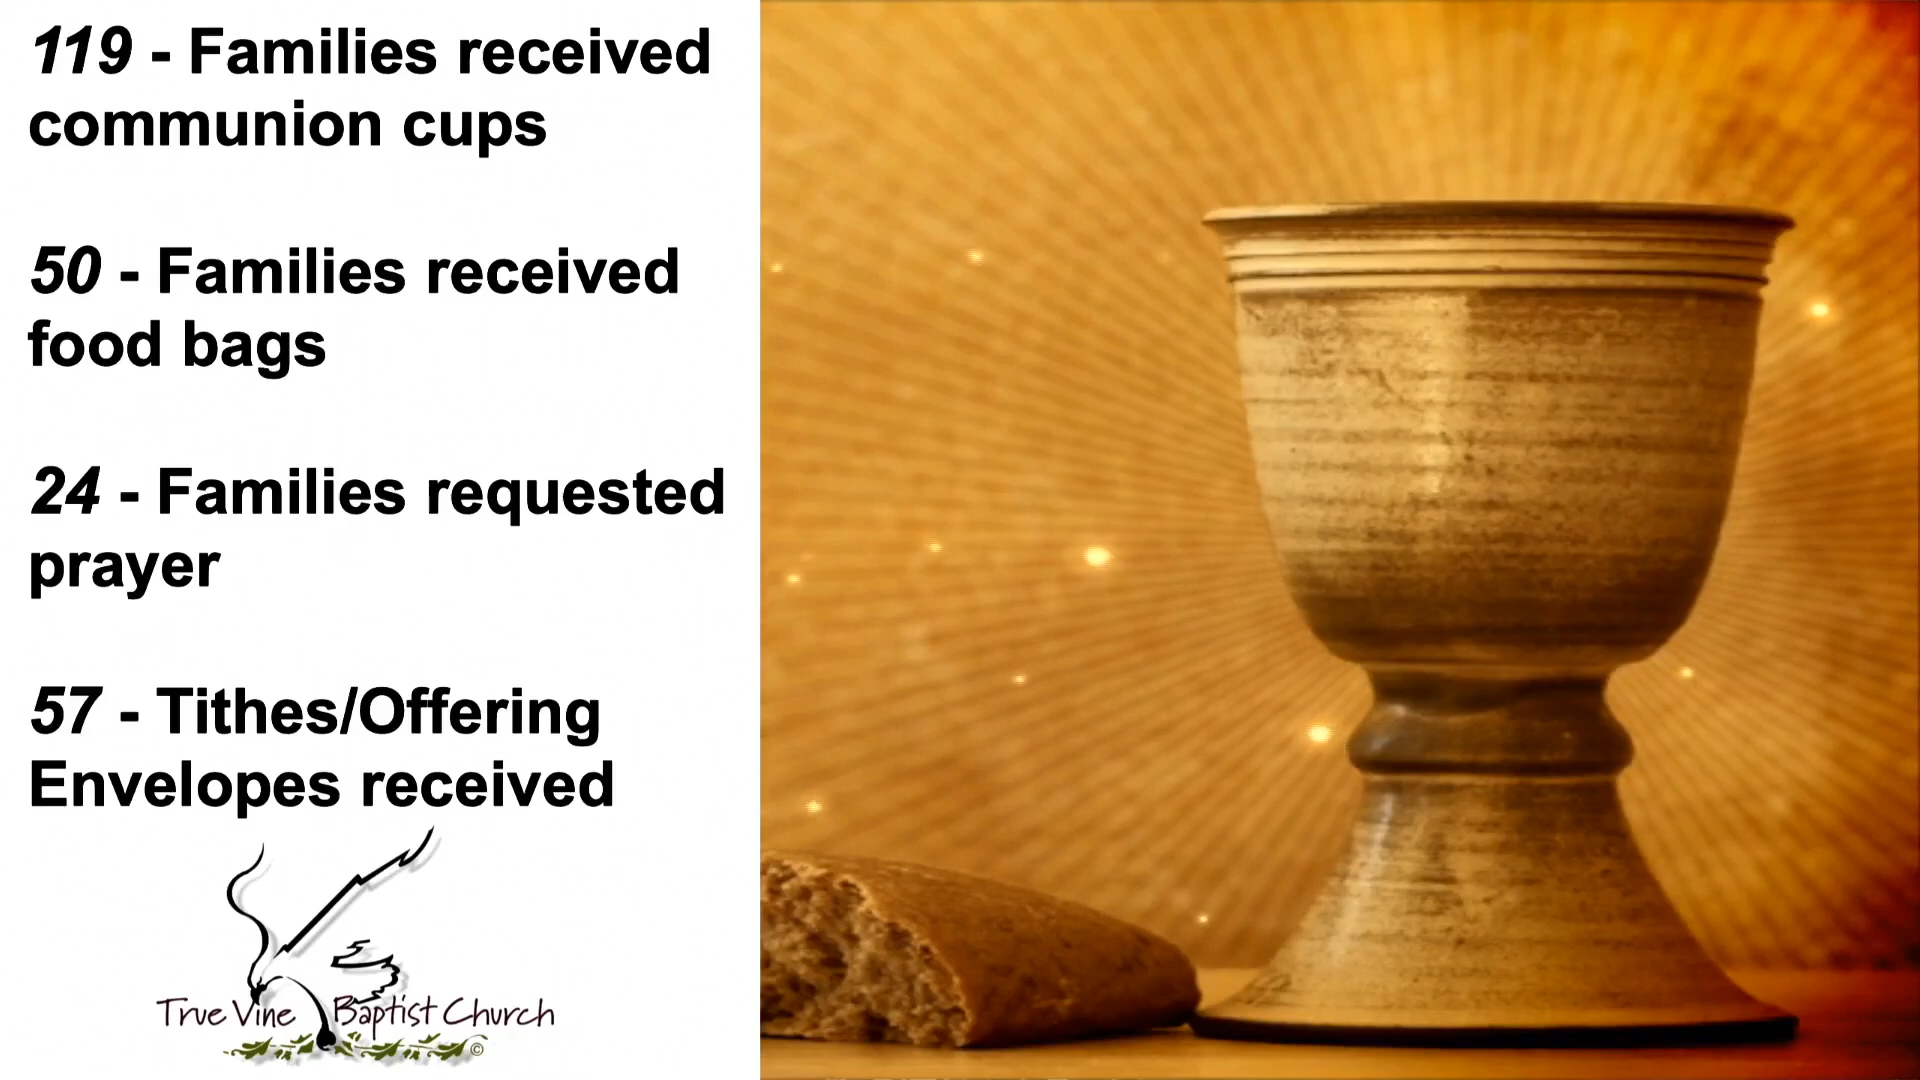 119 - Families received
communion cups
50 - Families received
food bags
24 - Families requested
prayer
57 - Tithes/Offering
Envelopes received
True Vine Baptist Church
©